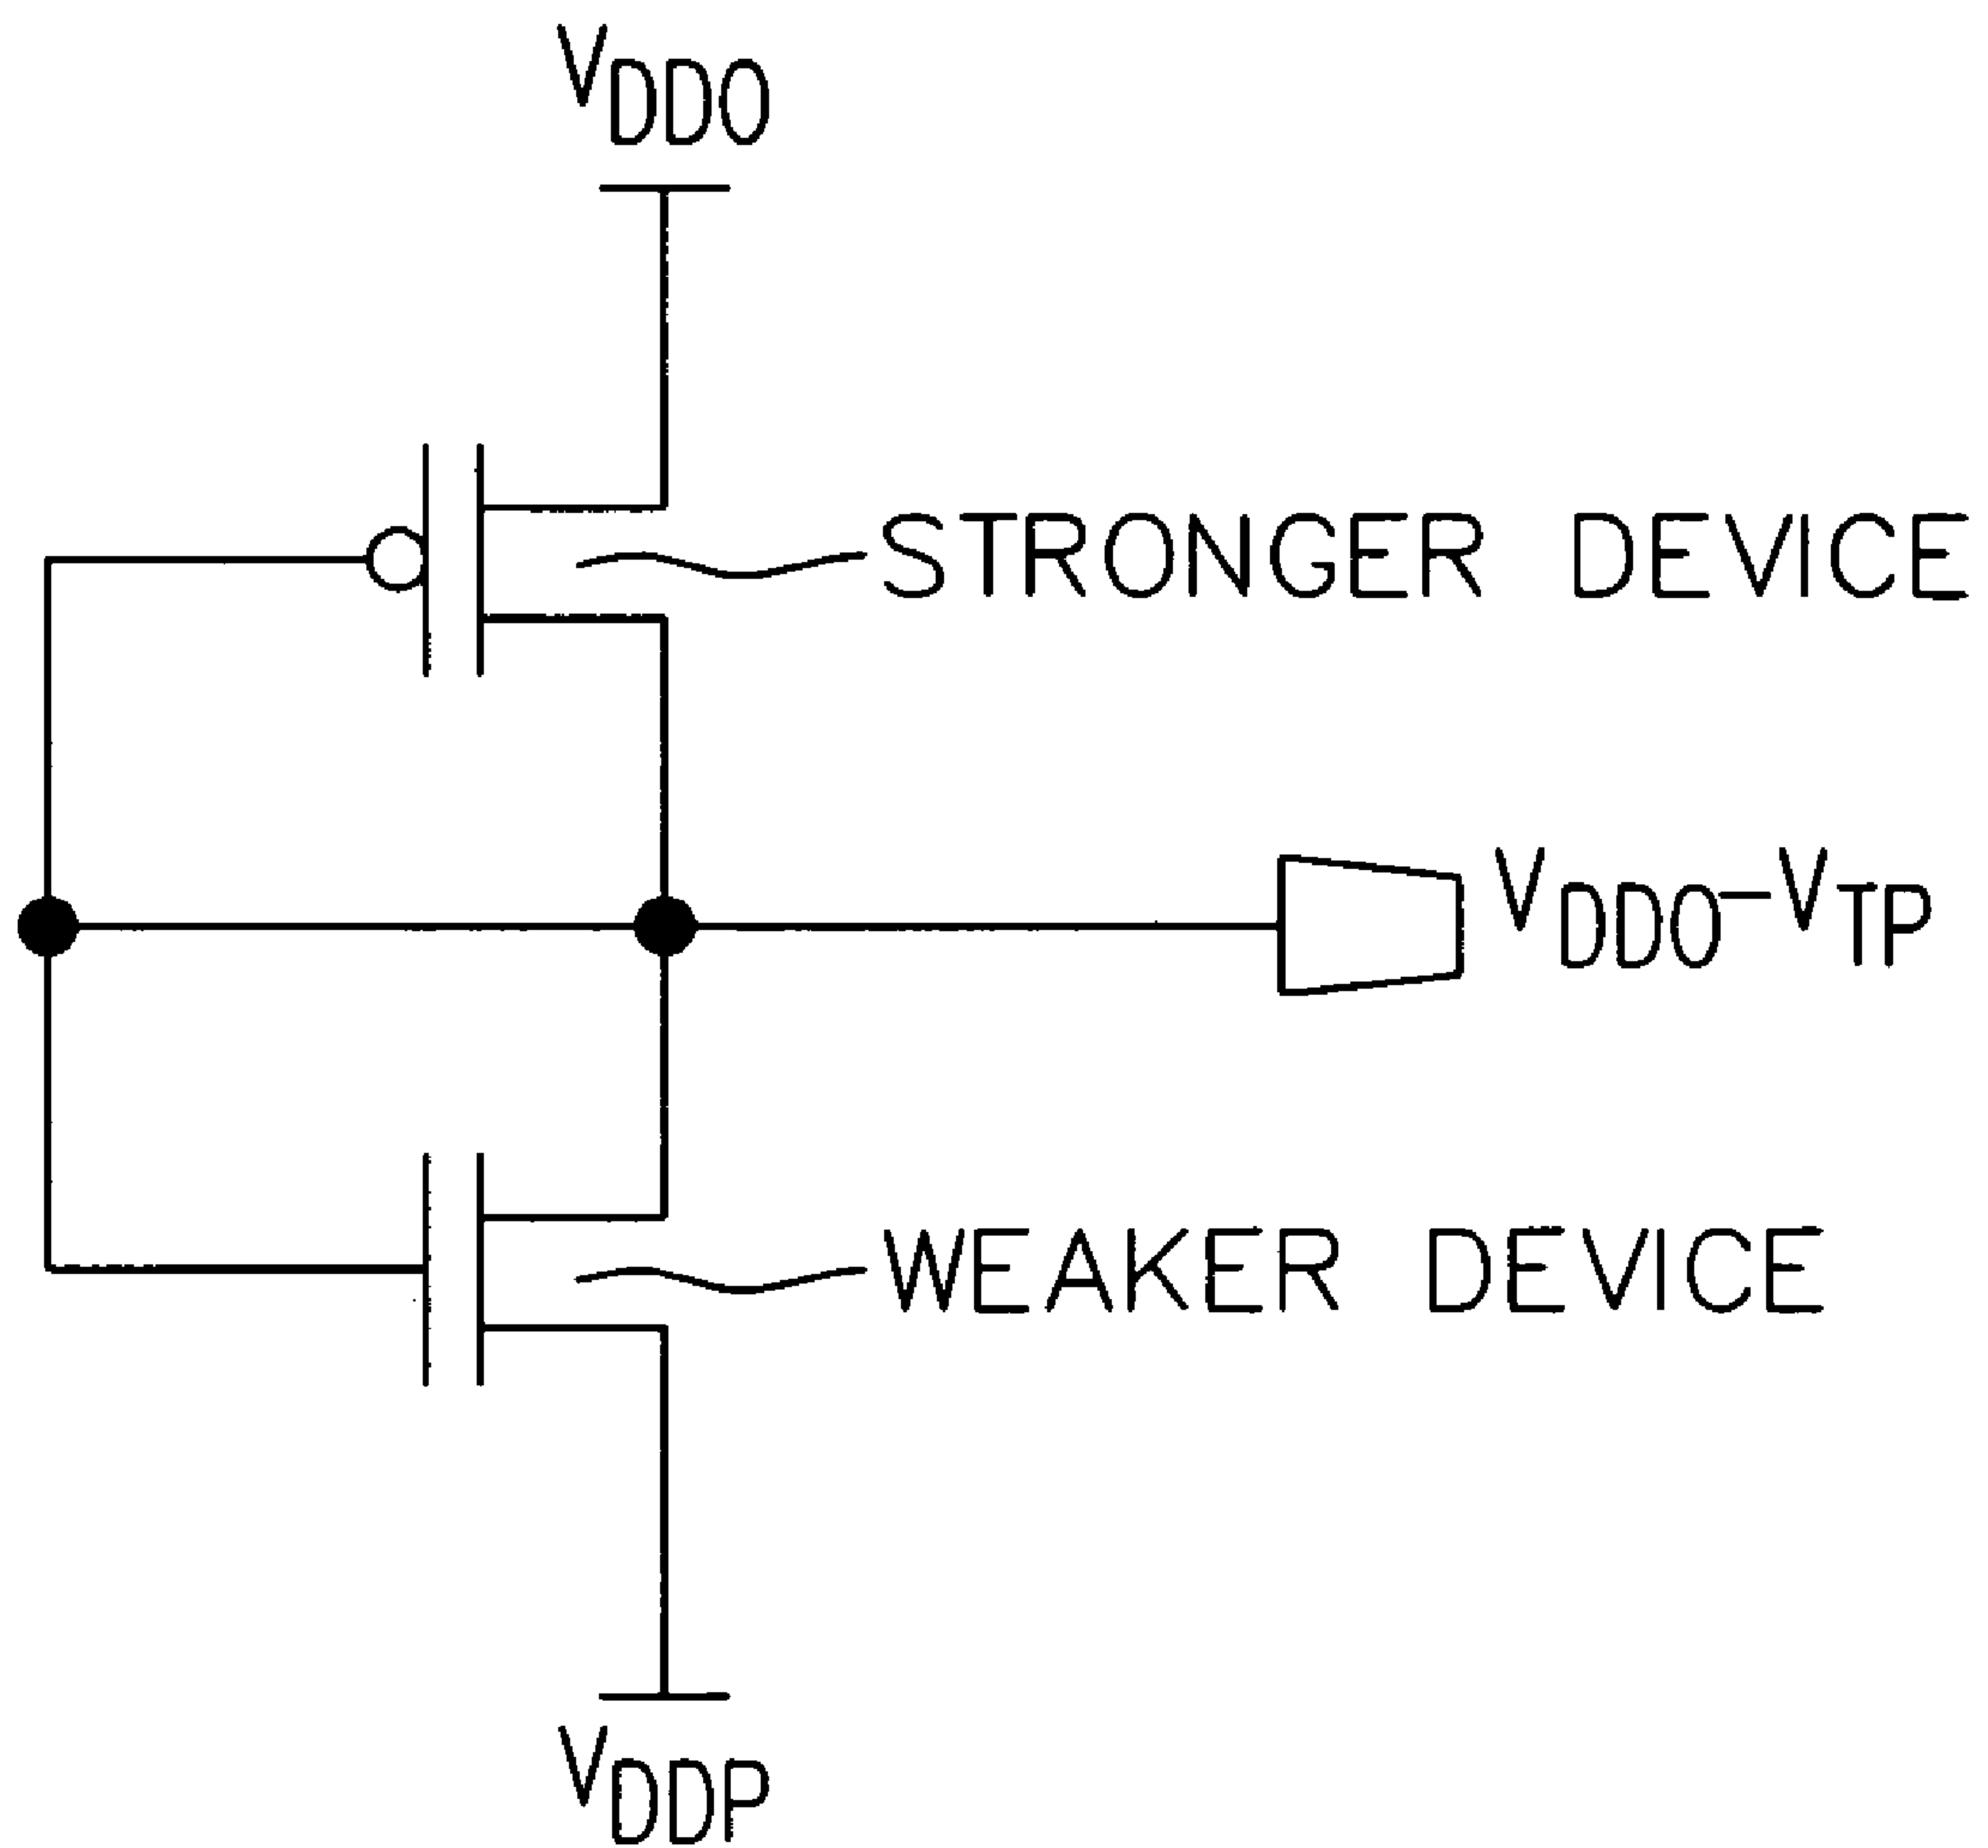 VDDO
STRONGER DEVICE
VDDO-VTP
WEAKER DEVICE
VDDP